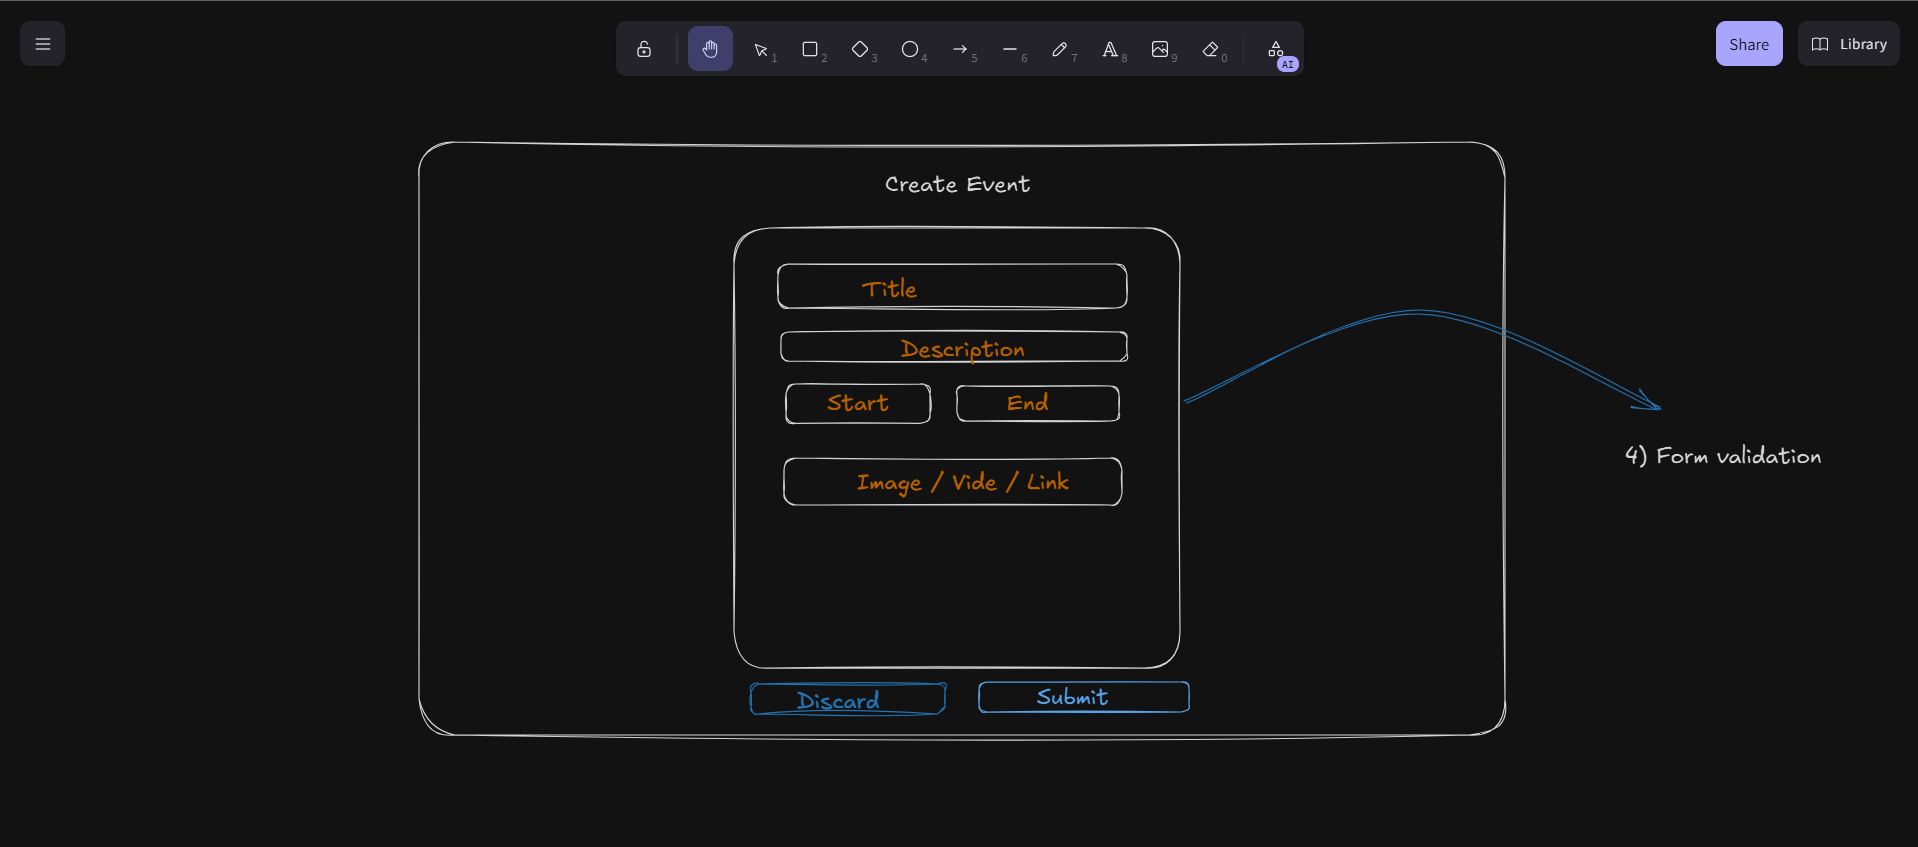 1
2
3
4
5
6
7
8
9
0
AI
Share
Library
Create Event
Title
Description
Start
End
Image / Vide / Link
4) Form validation
Discard
Submit